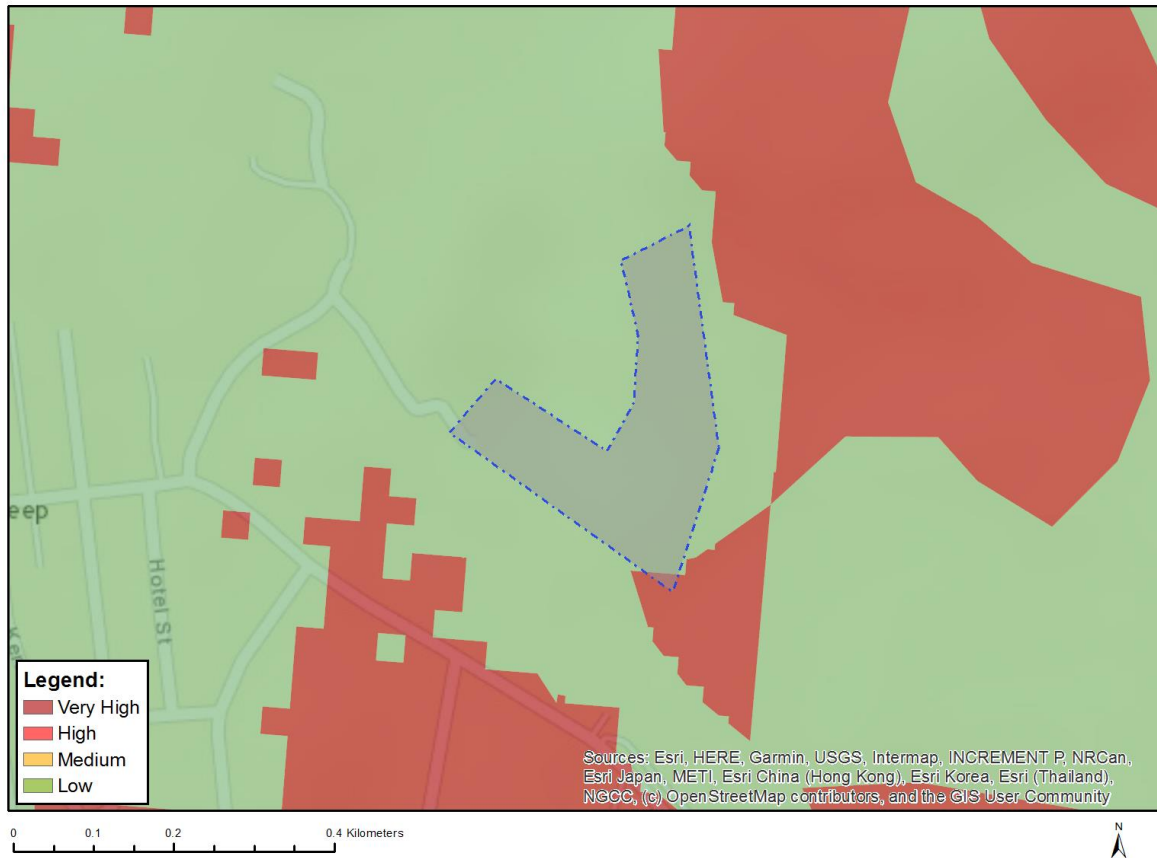 eep
Hotel St
Ker
Legend:
Very High
High
Medium
Low
Sources: Esri, HERE, Garmin, USGS, Intermap, INCREMENT P, NRCan,
Esri Japan, METI, Esri China (Hong Kong), Esri Korea, Esri (Thailand),
NGCC, (c) OpenStreetMap contributors, and the GIS User Community
0 0.1 0.2 0.4 Kilometers
N